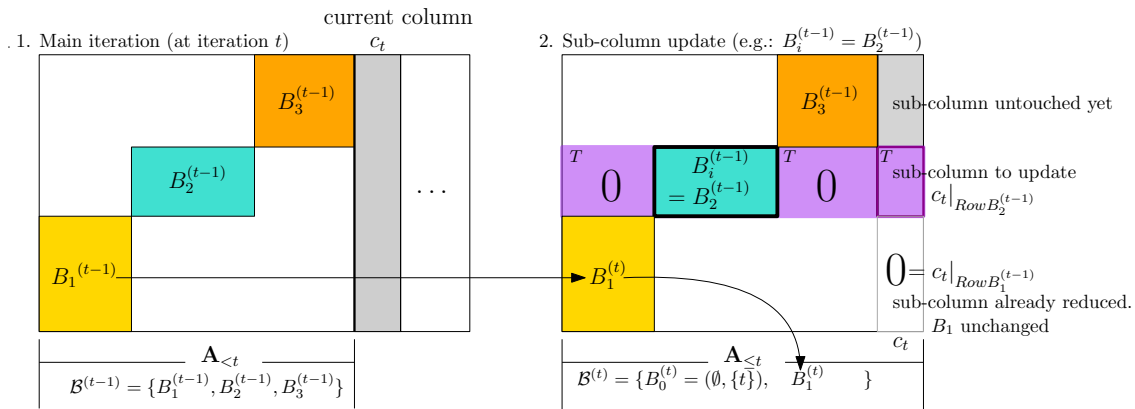 current column
. 1. Main iteration (at iteration t)
c_t
B_3^{(t-1)}
B_2^{(t-1)}
B_1^{(t-1)}
...
A_{<t}
\mathcal{B}^{(t-1)} = \{B_1^{(t-1)}, B_2^{(t-1)}, B_3^{(t-1)}\}
2. Sub-column update (e.g.: B_i^{(t-1)} = B_2^{(t-1)})
B_3^{(t-1)}
sub-column untouched yet
T
0
B_i^{(t-1)}
= B_2^{(t-1)}
T
0
T
sub-column to update
c_t|_{RowB_2^{(t-1)}}
B_1^{(t)}
0 = c_t|_{RowB_1^{(t-1)}}
sub-column already reduced.
B_1 unchanged
c_t
A_{≤t}
\mathcal{B}^{(t)} = \{B_0^{(t)} = (∅, \{t\}), B_1^{(t)} \}